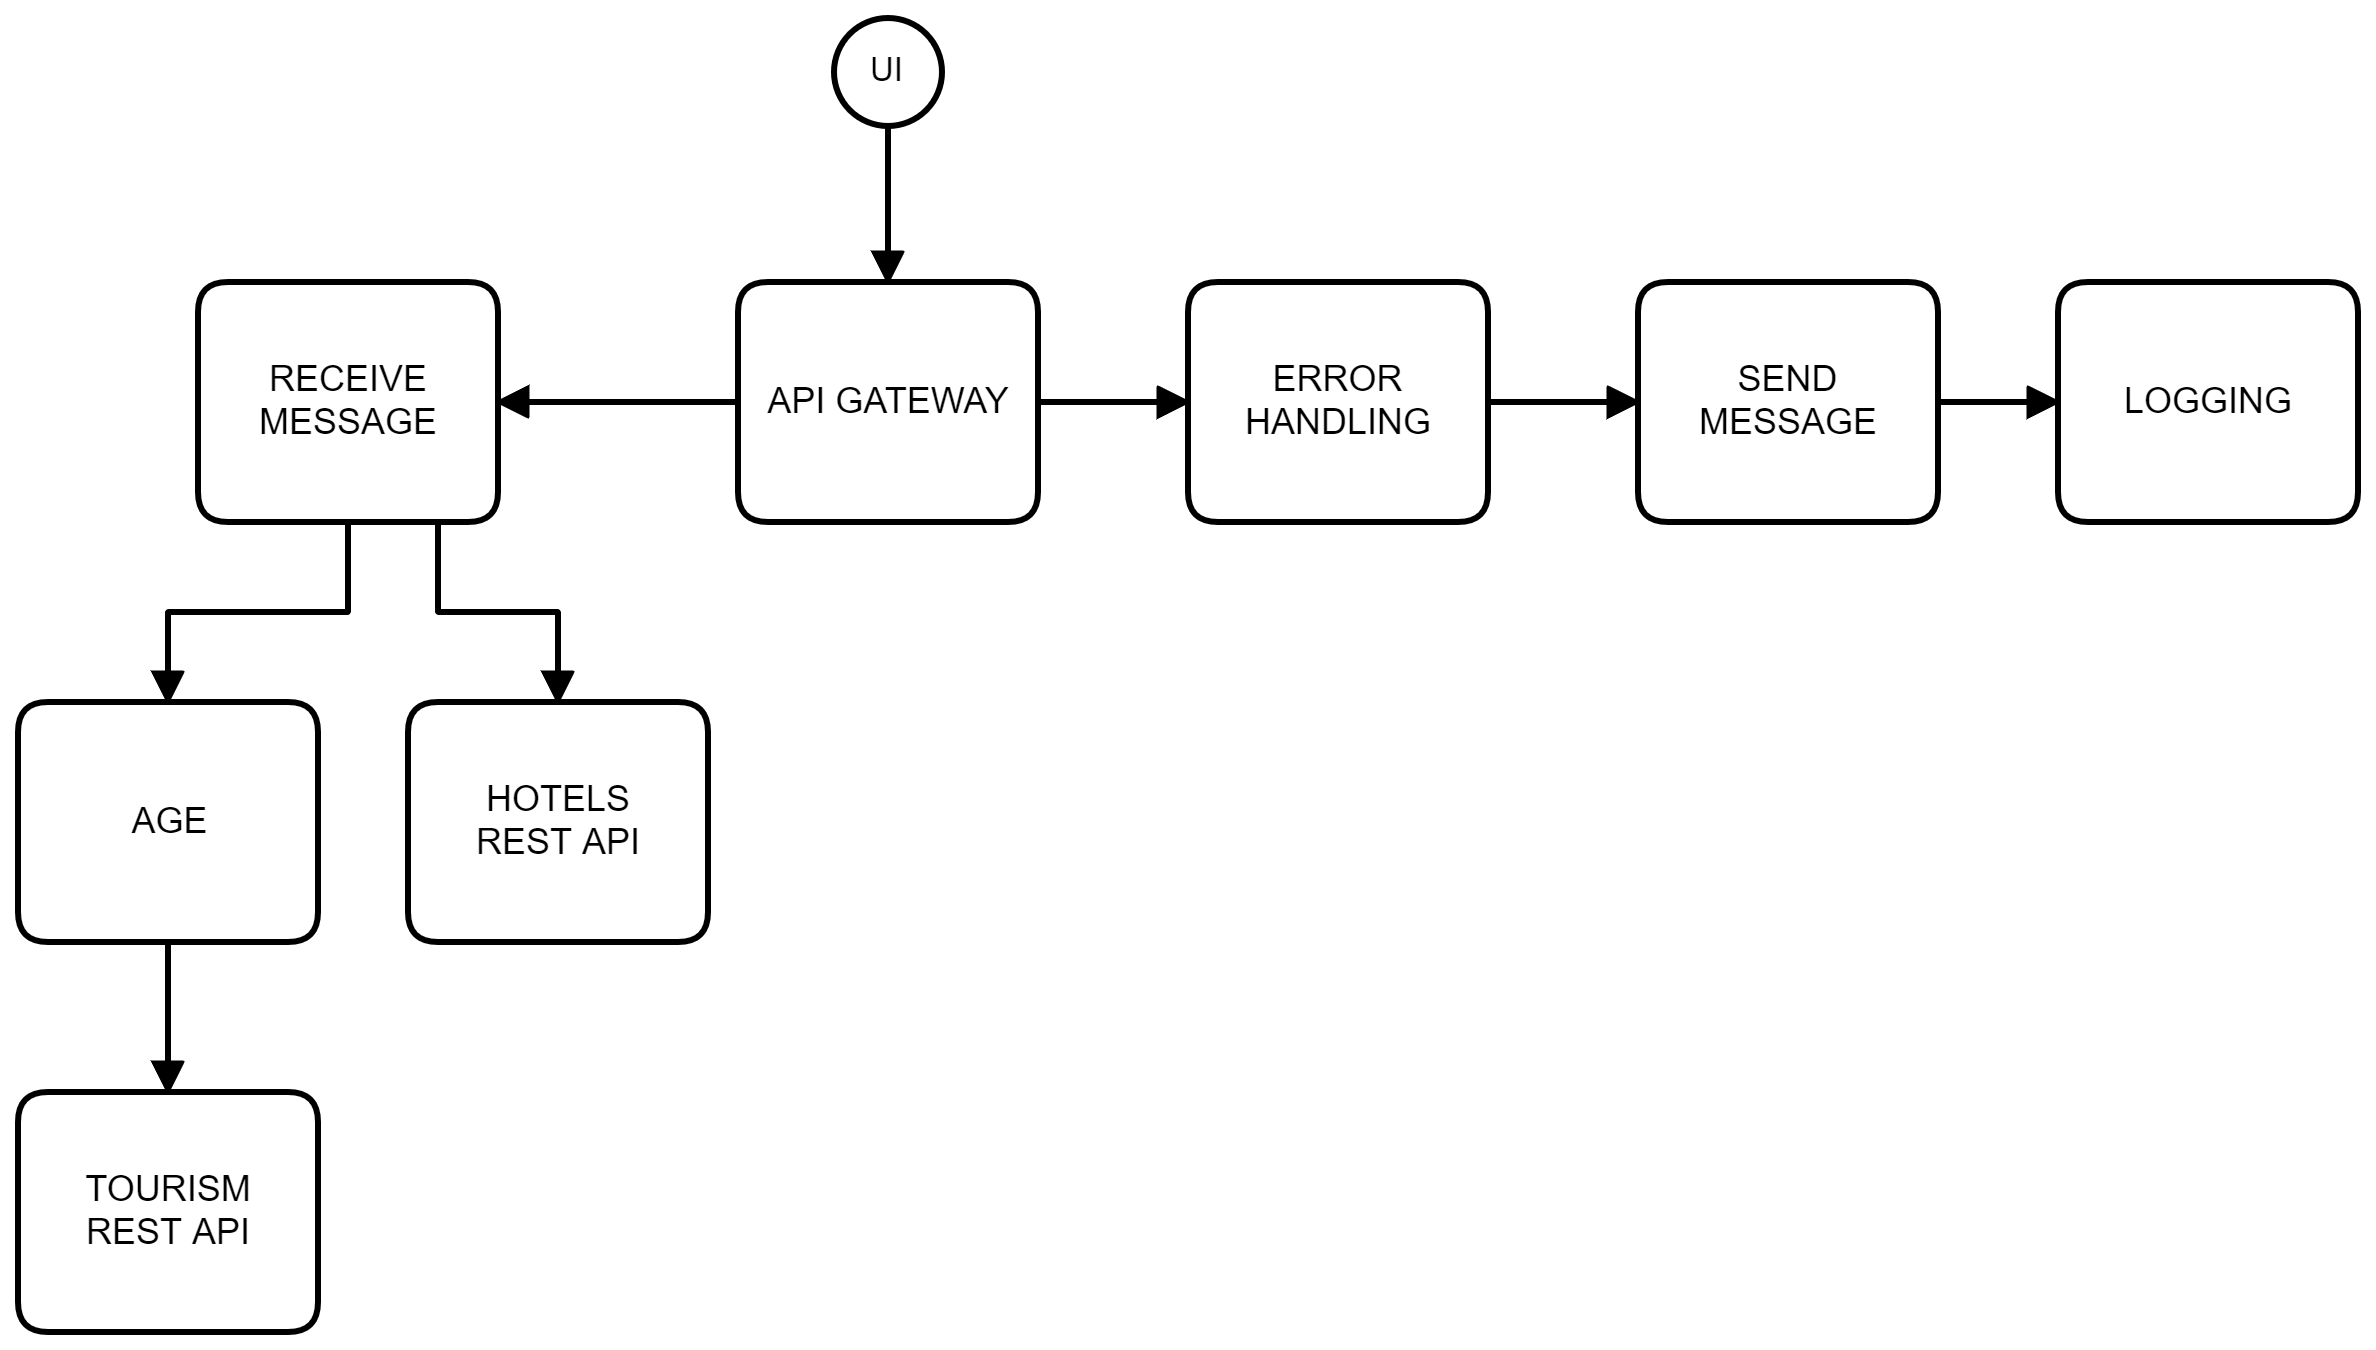 UI
RECEIVE
MESSAGE
API GATEWAY
ERROR
HANDLING
SEND
MESSAGE
LOGGING
AGE
HOTELS
REST API
TOURISM
REST API